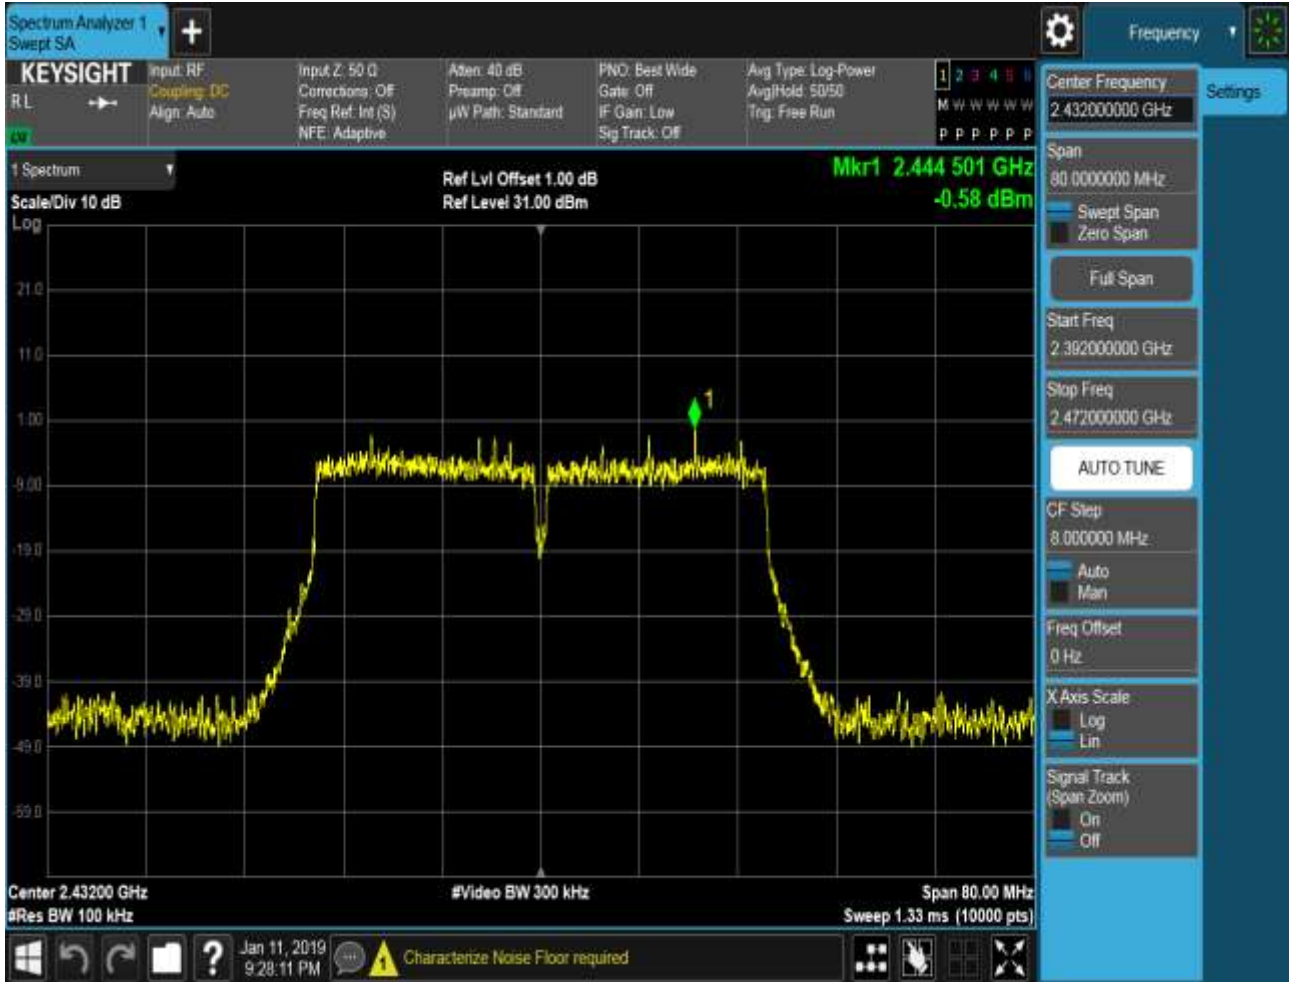 Spectrum Analyzer 1
Swept SA
Frequency
KEYSIGHT
R L
LXI
Input: RF
Coupling: DC
Align: Auto
Input Z: 50 Ω
Corrections: Off
Freq Ref: Int (S)
NFE: Adaptive
Atten: 40 dB
Preamp: Off
µW Path: Standard
PNO: Best Wide
Gate: Off
IF Gain: Low
Sig Track: Off
Avg Type: Log-Power
Avg|Hold: 50/50
Trig: Free Run
1 2 3 4 5 6
M W W W W W
P P P P P P
1 Spectrum
Scale/Div 10 dB
Log
Ref Lvl Offset 1.00 dB
Ref Level 31.00 dBm
Mkr1 2.444 501 GHz
-0.58 dBm
21.0
11.0
1.00
-9.00
-19.0
-29.0
-39.0
-49.0
-59.0
1
Center 2.43200 GHz
#Res BW 100 kHz
#Video BW 300 kHz
Span 80.00 MHz
Sweep 1.33 ms (10000 pts)
Center Frequency
2.432000000 GHz
Settings
Span
80.0000000 MHz
Swept Span
Zero Span
Full Span
Start Freq
2.392000000 GHz
Stop Freq
2.472000000 GHz
AUTO TUNE
CF Step
8.000000 MHz
Auto
Man
Freq Offset
0 Hz
X Axis Scale
Log
Lin
Signal Track
(Span Zoom)
On
Off
?
Jan 11, 2019
9:28:11 PM
1
Characterize Noise Floor required